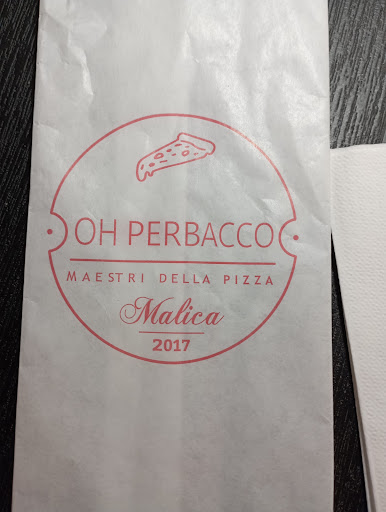 OH PERBACCO
MAESTRI DELLA PIZZA
Malica
2017